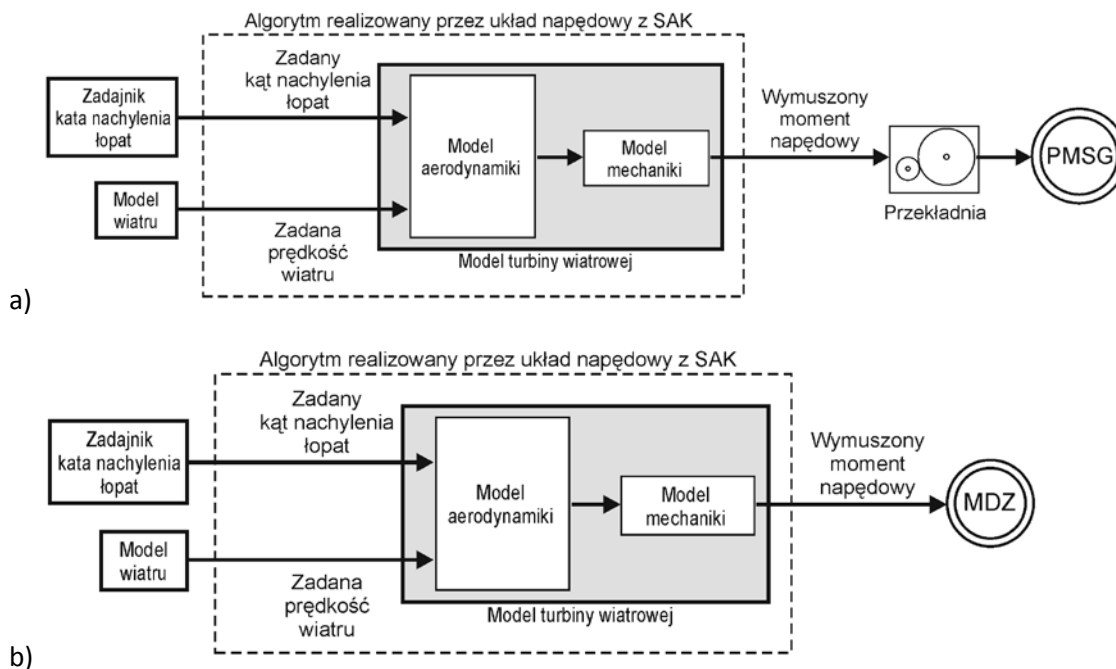 Algorytm realizowany przez układ napędowy z SAK
Zadajnik
kata nachylenia
łopat
Zadany
kąt nachylenia
łopat
Model
wiatru
Zadana
prędkość
wiatru
Model
aerodynamiki
Model
mechaniki
Model turbiny wiatrowej
Wymuszony
moment
napędowy
Przekładnia
PMSG
a)
Algorytm realizowany przez układ napędowy z SAK
Zadajnik
kata nachylenia
łopat
Zadany
kąt nachylenia
łopat
Model
wiatru
Zadana
prędkość
wiatru
Model
aerodynamiki
Model
mechaniki
Model turbiny wiatrowej
Wymuszony
moment
napędowy
MDZ
b)